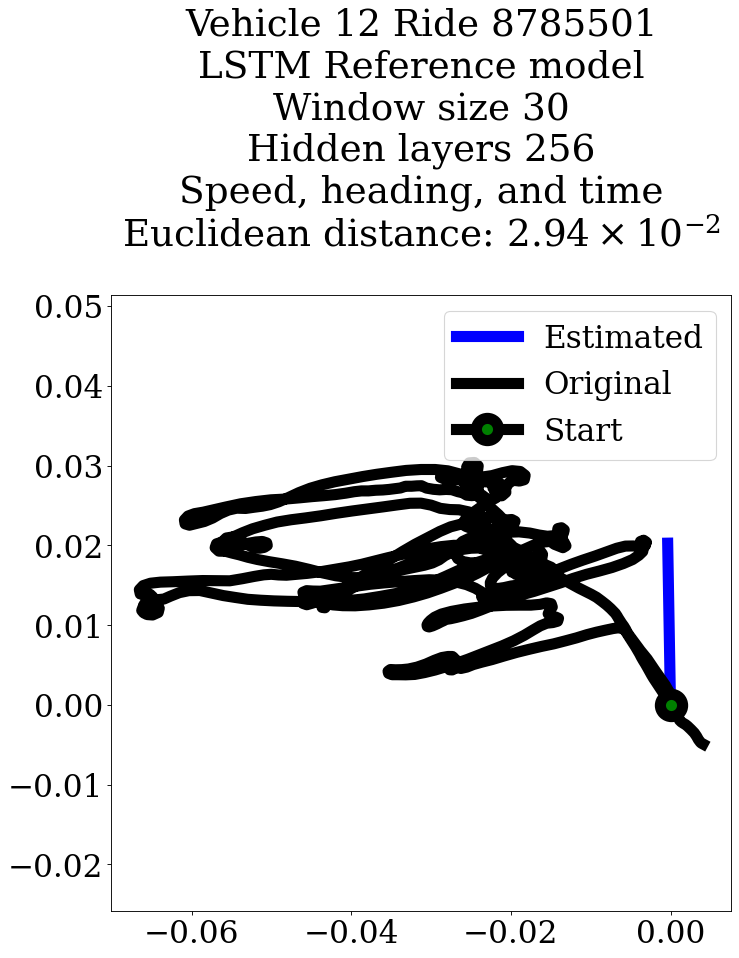 Vehicle 12 Ride 8785501
LSTM Reference model
Window size 30
Hidden layers 256
Speed, heading, and time
Euclidean distance: 2.94 × 10⁻²
0.05
0.04
0.03
0.02
0.01
0.00
−0.01
−0.02
Estimated
Original
Start
−0.06 −0.04 −0.02 0.00